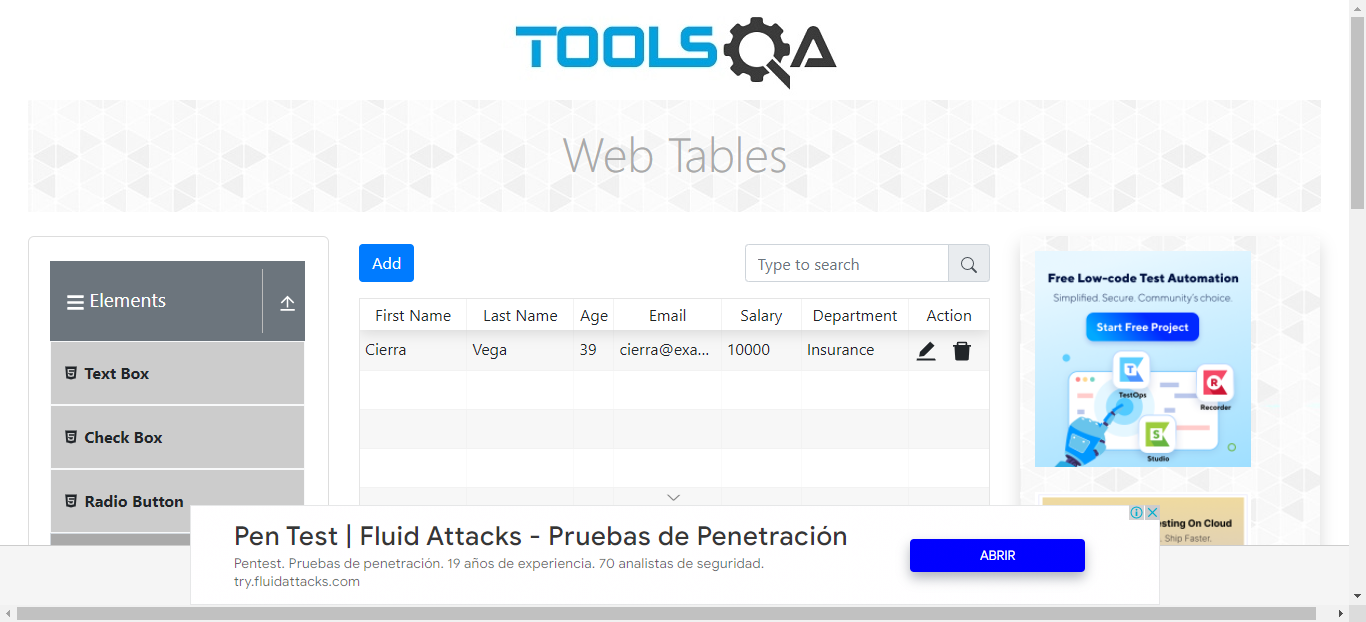 TOOLSQA
Web Tables
Elements
Text Box
Check Box
Radio Button
Add
Type to search
First Name Last Name Age Email Salary Department Action
Cierra Vega 39 cierra@exa... 10000 Insurance
Free Low-code Test Automation
Simplified. Secure. Community's choice.
Start Free Project
T
TestOps
R
Recorder
S
Studio
sting On Cloud
. Ship Faster.
Pen Test | Fluid Attacks - Pruebas de Penetración
Pentest. Pruebas de penetración. 19 años de experiencia. 70 analistas de seguridad.
try.fluidattacks.com
ABRIR